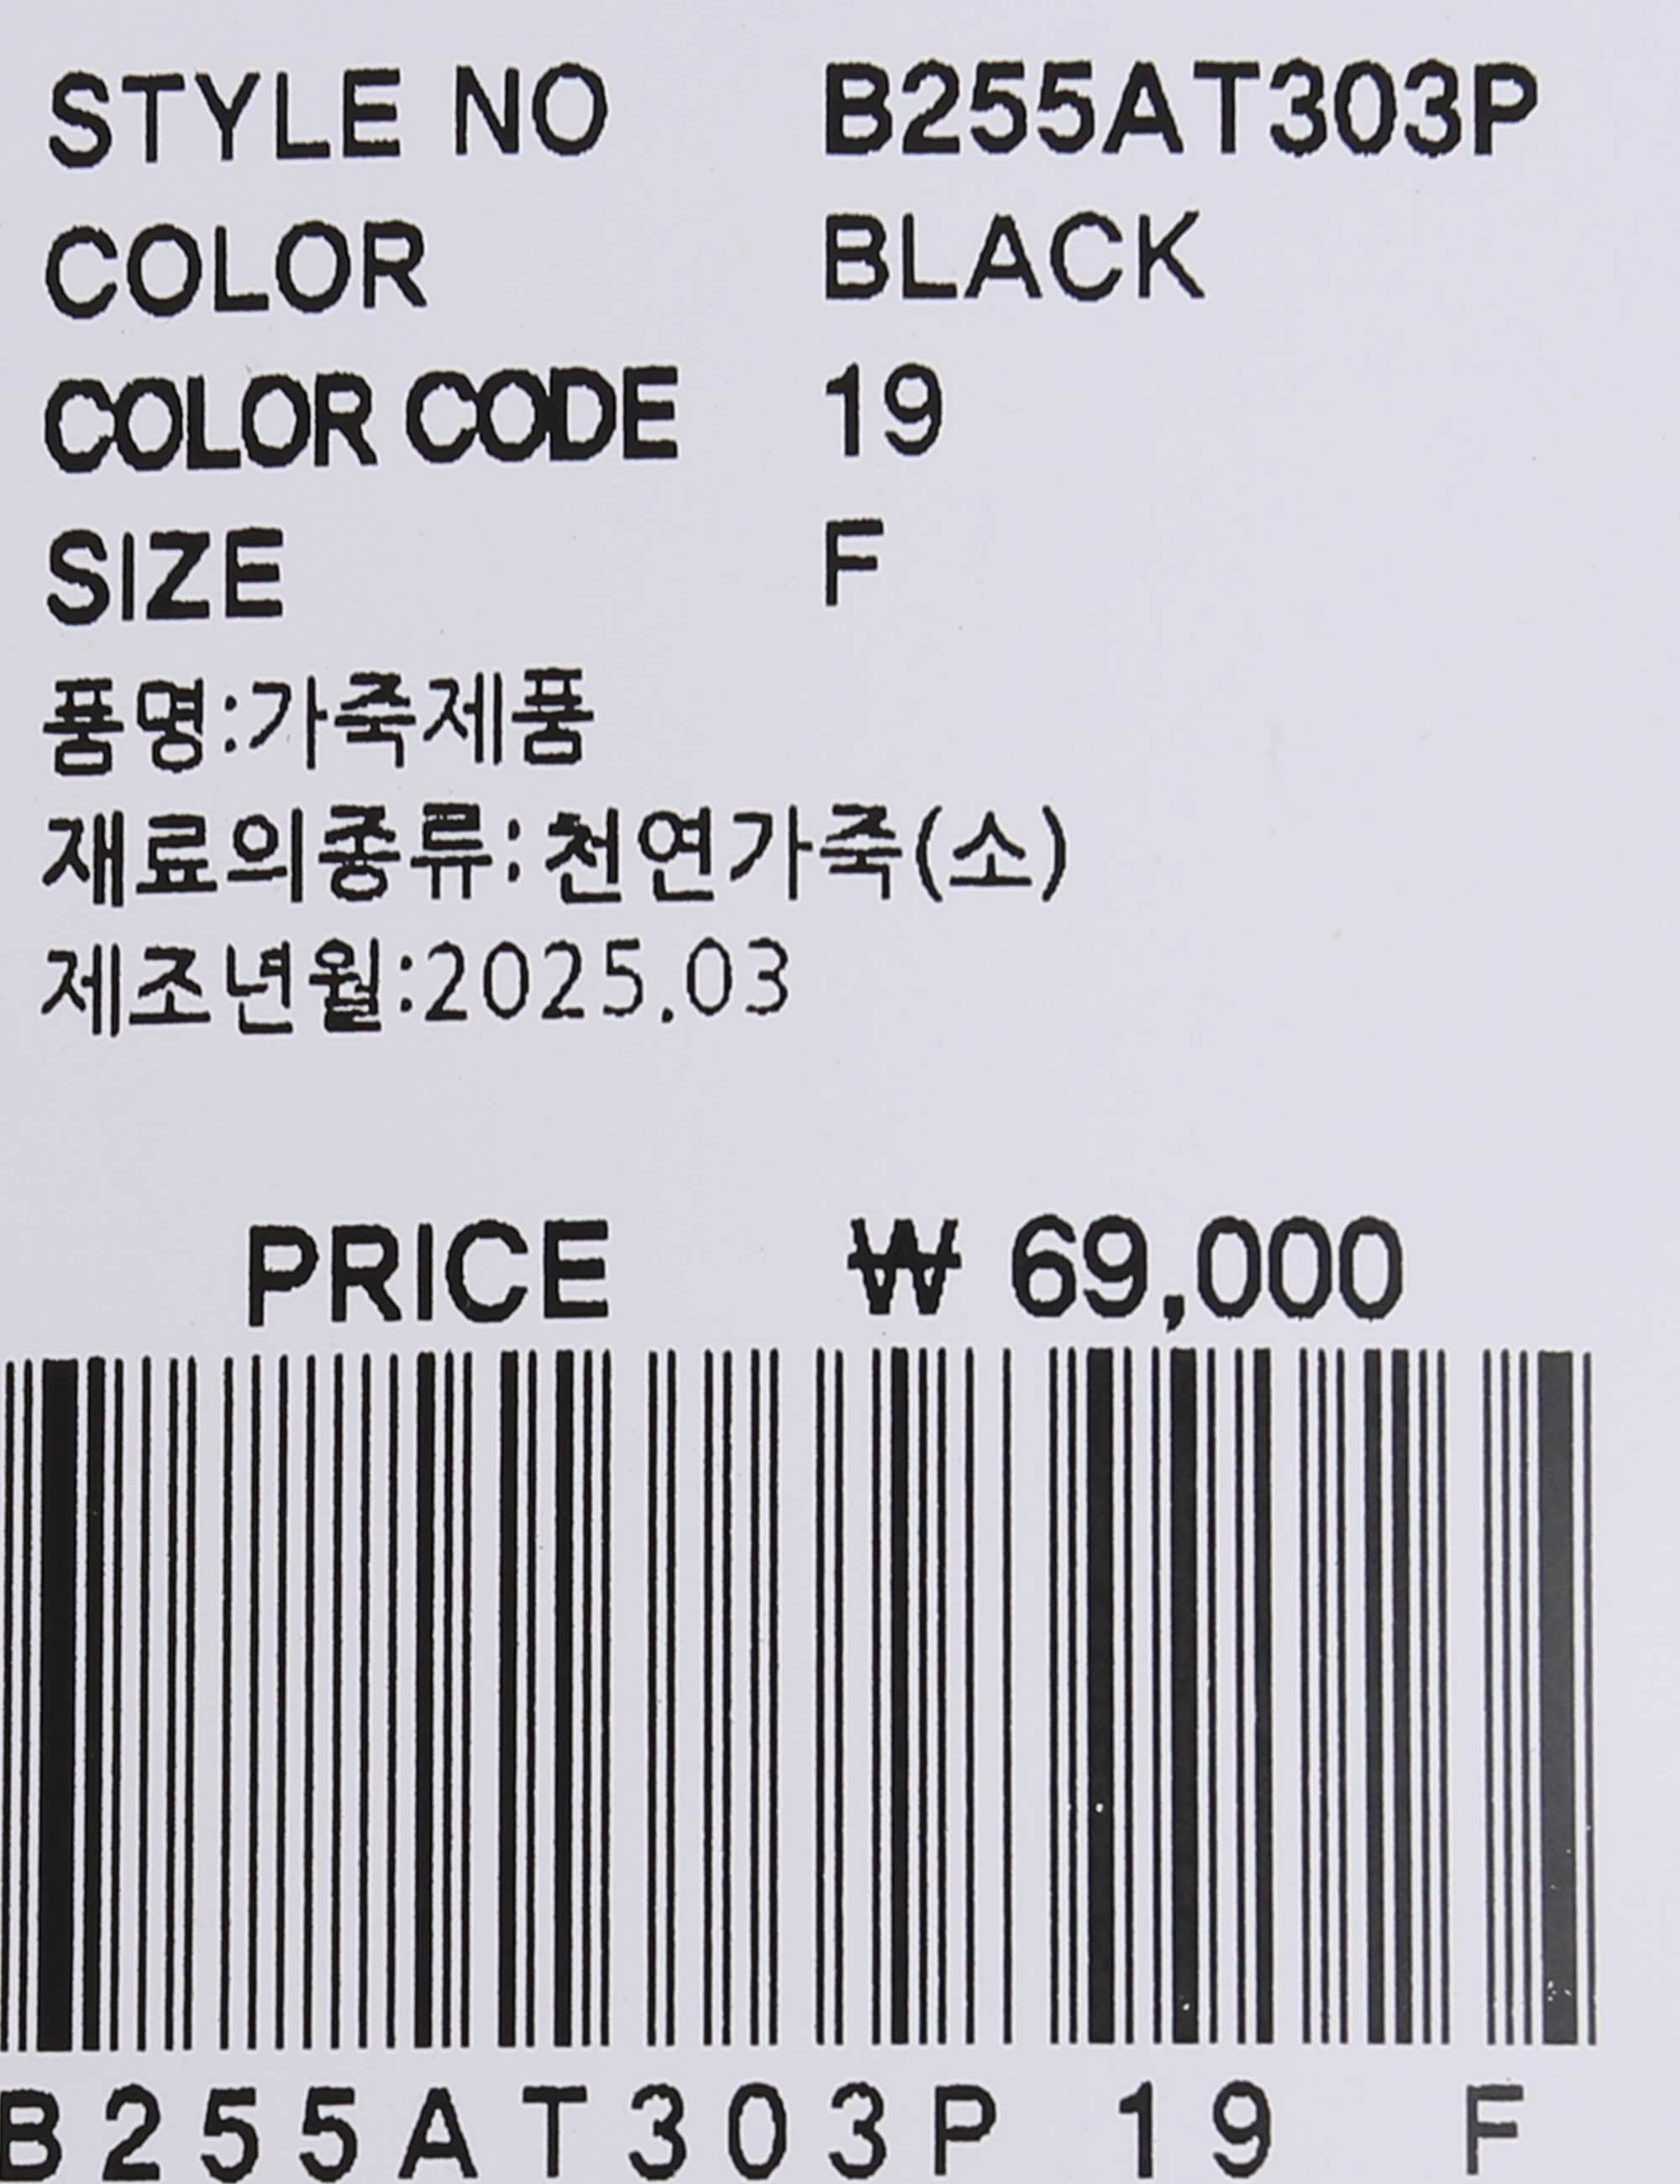 STYLE NO B255AT303P
COLOR BLACK
COLOR CODE 19
SIZE F
품명:가죽제품
재료의종류:천연가죽(소)
제조년월:2025.03
PRICE ₩ 69,000
B255AT303P 19 F